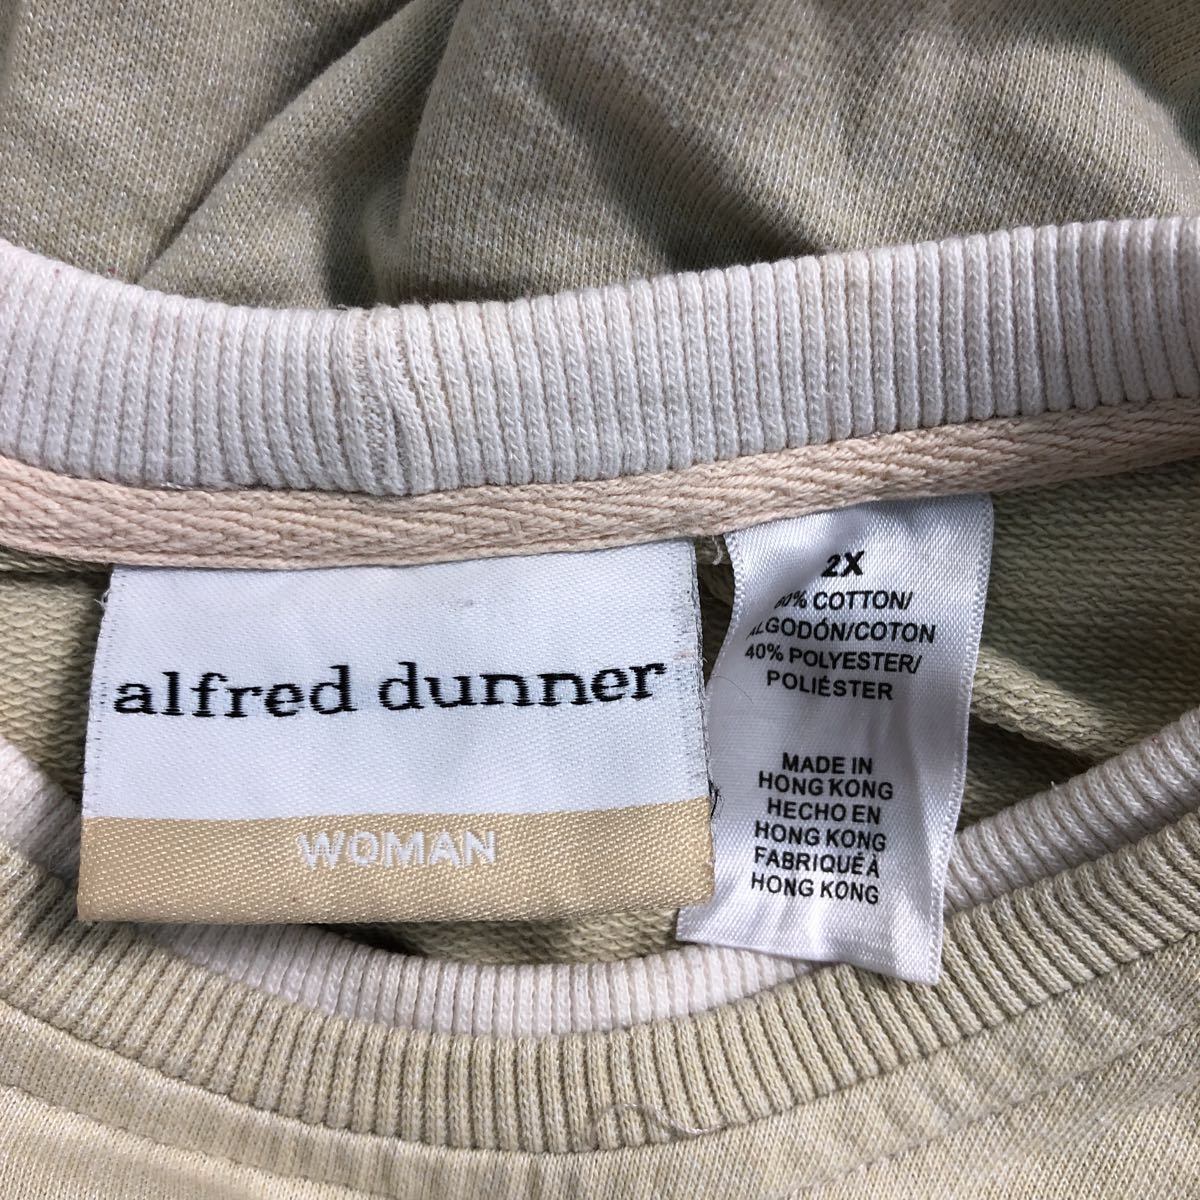 alfred dunner
WOMAN
2X
60% COTTON/
ALGODÓN/COTON
40% POLYESTER/
POLIÉSTER
MADE IN
HONG KONG
HECHO EN
HONG KONG
FABRIQUÉ À
HONG KONG